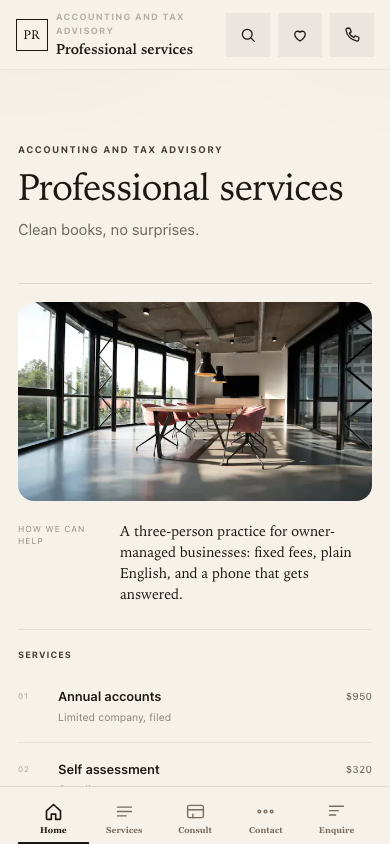 PR
ACCOUNTING AND TAX
ADVISORY
Professional services
ACCOUNTING AND TAX ADVISORY
Professional services
Clean books, no surprises.
HOW WE CAN
HELP
A three-person practice for owner-
managed businesses: fixed fees, plain
English, and a phone that gets
answered.
SERVICES
01 Annual accounts $950
Limited company, filed
02 Self assessment $320
Home Services Consult Contact Enquire